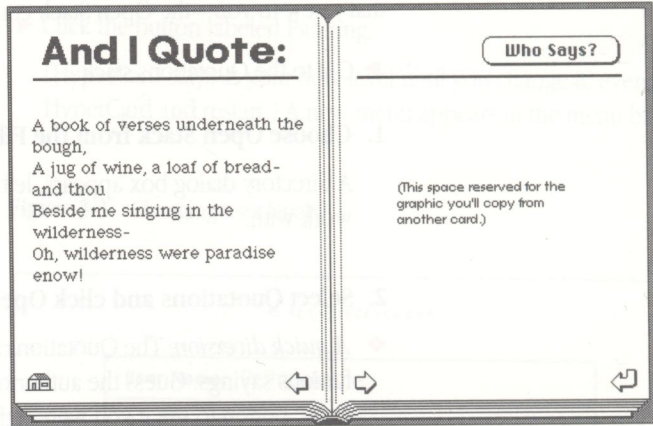 And I Quote:
Who Says?
A book of verses underneath the
bough,
A jug of wine, a loaf of bread-
and thou
Beside me singing in the
wilderness-
Oh, wilderness were paradise
enow!
(This space reserved for the
graphic you'll copy from
another card.)